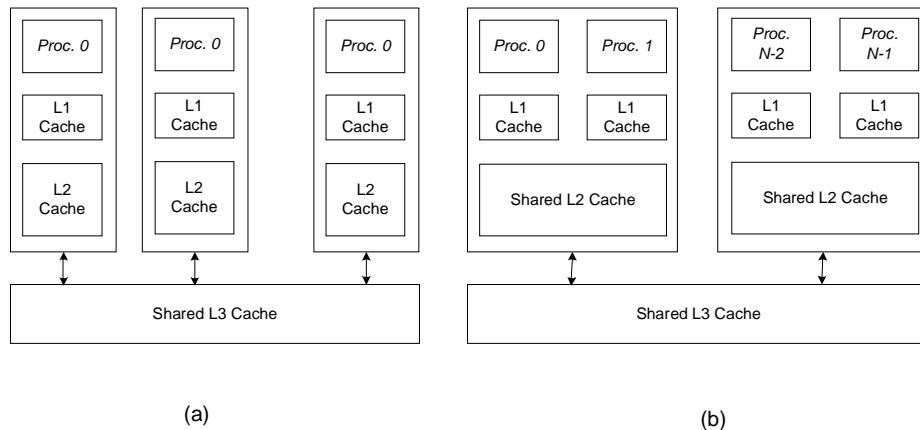 Proc. 0
L1
Cache
L2
Cache
Proc. 0
L1
Cache
L2
Cache
Proc. 0
L1
Cache
L2
Cache
Shared L3 Cache
(a)
Proc. 0
Proc. 1
L1
Cache
L1
Cache
Shared L2 Cache
Proc.
N-2
Proc.
N-1
L1
Cache
L1
Cache
Shared L2 Cache
Shared L3 Cache
(b)